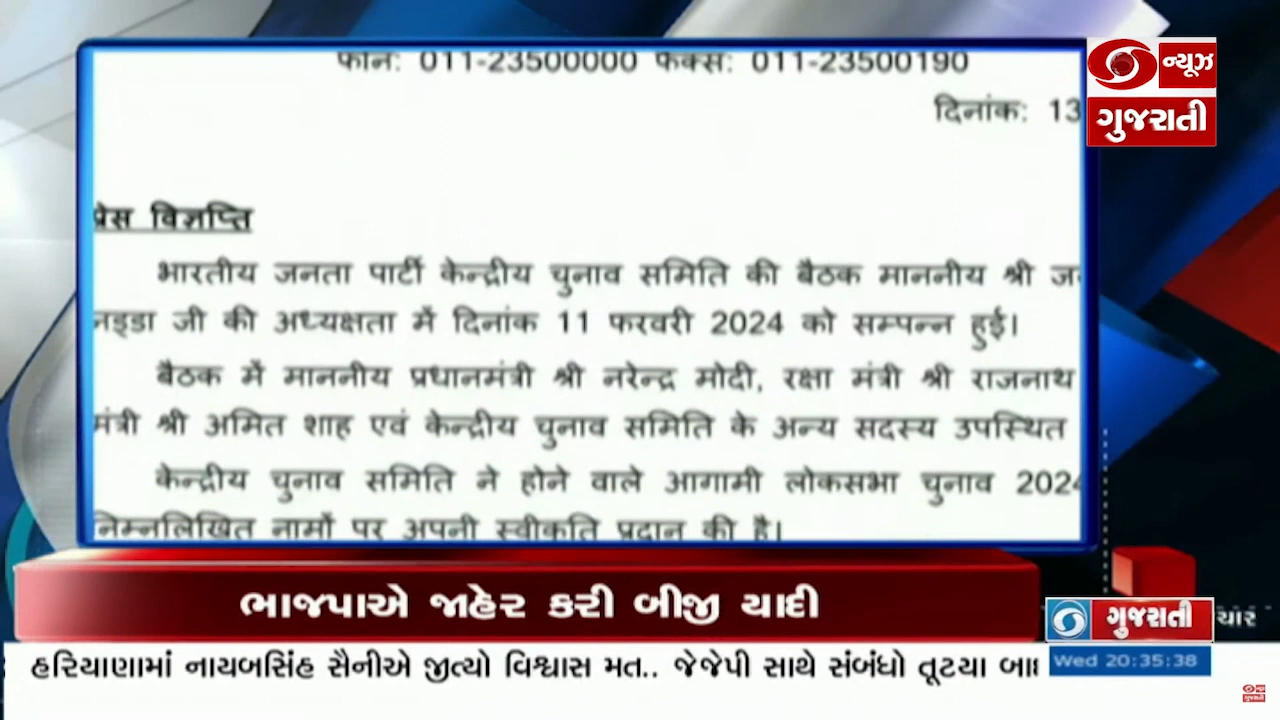 फोन: 011-23500000 फैक्स: 011-23500190
दिनांक: 13
प्रेस विज्ञप्ति
भारतीय जनता पार्टी केन्द्रीय चुनाव समिति की बैठक माननीय श्री
नड्डा जी की अध्यक्षता में दिनांक 11 फरवरी 2024 को सम्पन्न हुई।
बैठक में माननीय प्रधानमंत्री श्री नरेन्द्र मोदी, रक्षा मंत्री श्री राजनाथ
मंत्री श्री अमित शाह एवं केन्द्रीय चुनाव समिति के अन्य सदस्य उपस्थित
केन्द्रीय चुनाव समिति ने होने वाले आगामी लोकसभा चुनाव 2024
निम्नलिखित नामों पर अपनी स्वीकृति प्रदान की है।
ન્યૂઝ
ગુજરાતી
ભાજપાએ જાહેર કરી બીજી યાદી
ગુજરાતી
ચાર
હરિયાણામાં નાયબસિંહ સૈનીએ જીત્યો વિશ્વાસ મત.. જેજેપી સાથે સંબંધો તૂટયા
Wed 20:35:38
ન્યૂઝ
ગુજરાતી